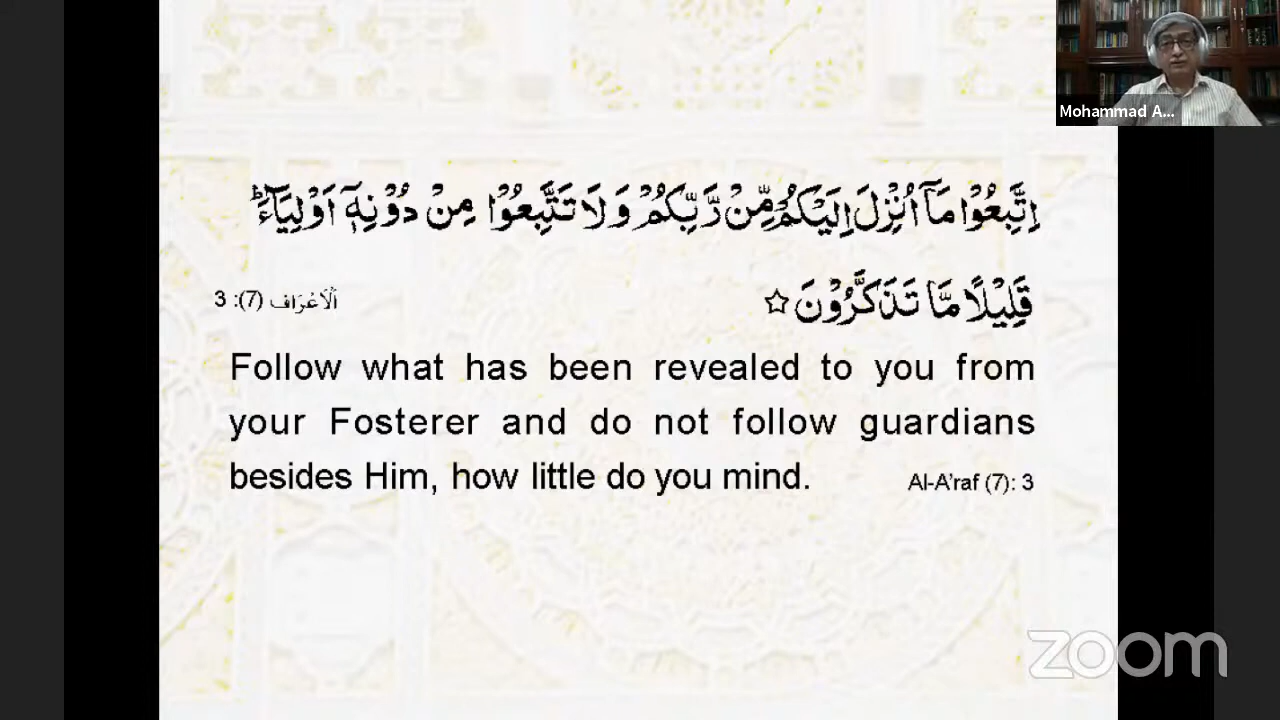 Mohammad A...
اِتَّبِعُوْا مَاۤ اُنْزِلَ اِلَیْكُمْ مِّنْ رَّبِّكُمْ وَ لَا تَتَّبِعُوْا مِنْ دُوْنِهٖۤ اَوْلِیَآءَؕ
قَلِیْلًا مَّا تَذَكَّرُوْنَ ☆
اَلْاَعْرَاف (7): 3
Follow what has been revealed to you from
your Fosterer and do not follow guardians
besides Him, how little do you mind. Al-A'raf (7): 3
zoom